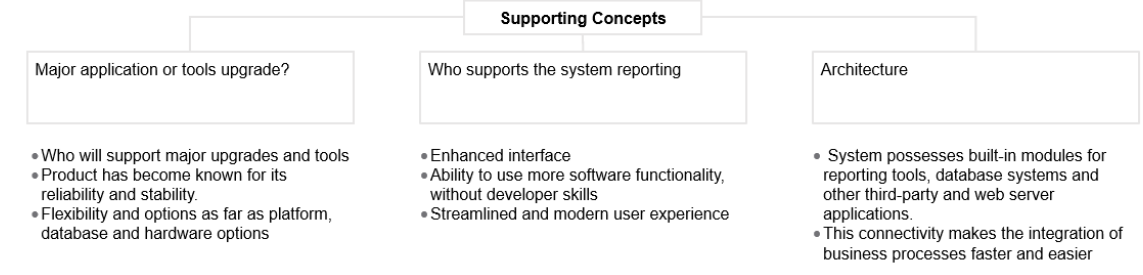 Supporting Concepts
Major application or tools upgrade?
Who supports the system reporting
Architecture
• Who will support major upgrades and tools
• Product has become known for its
reliability and stability.
• Flexibility and options as far as platform,
database and hardware options
• Enhanced interface
• Ability to use more software functionality,
without developer skills
• Streamlined and modern user experience
• System possesses built-in modules for
reporting tools, database systems and
other third-party and web server
applications.
• This connectivity makes the integration of
business processes faster and easier